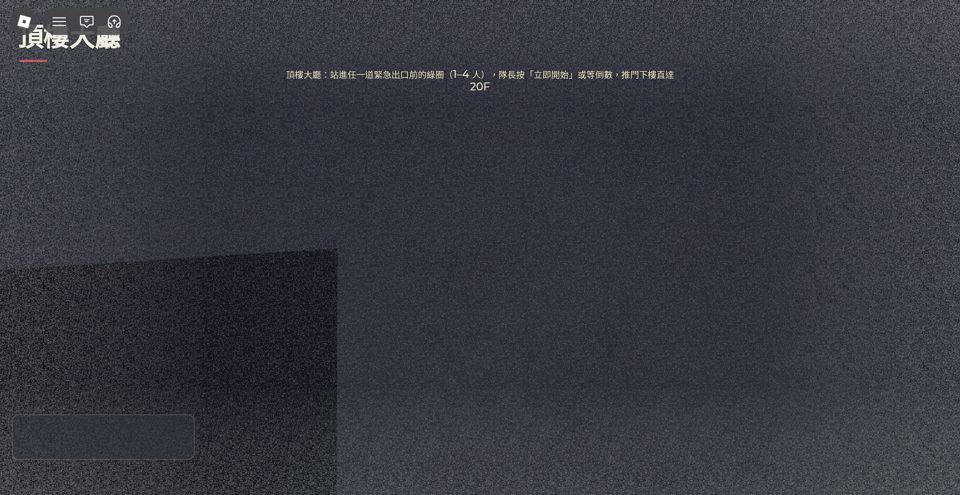 頂樓大廳
頂樓大廳：站進任一道緊急出口前的綠圈（1–4 人），隊長按「立即開始」或等倒數，推門下樓直達
20F